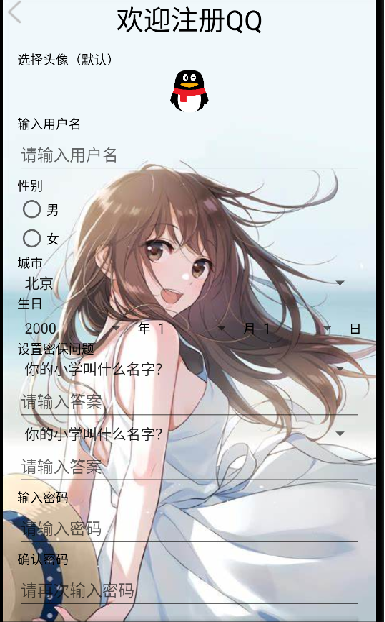 欢迎注册QQ
选择头像（默认）
输入用户名
请输入用户名
性别
男
女
城市
北京
生日
2000 年 1 月 1 日
设置密保问题
你的小学叫什么名字?
请输入答案
你的小学叫什么名字?
请输入答案
输入密码
请输入密码
确认密码
请再次输入密码